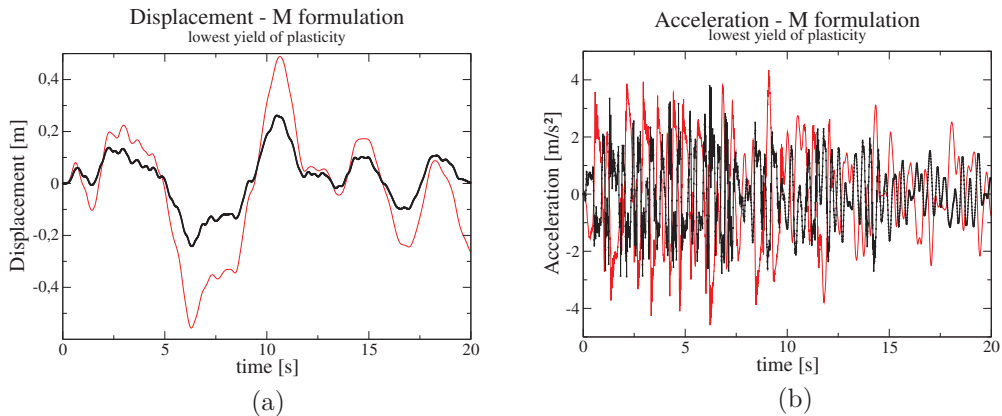 Displacement - M formulation
lowest yield of plasticity
0,4
0,2
0
-0,2
-0,4
Displacement [m]
0
5
10
15
20
time [s]
(a)
Acceleration - M formulation
lowest yield of plasticity
4
2
0
-2
-4
Acceleration [m/s²]
0
5
10
15
20
time [s]
(b)